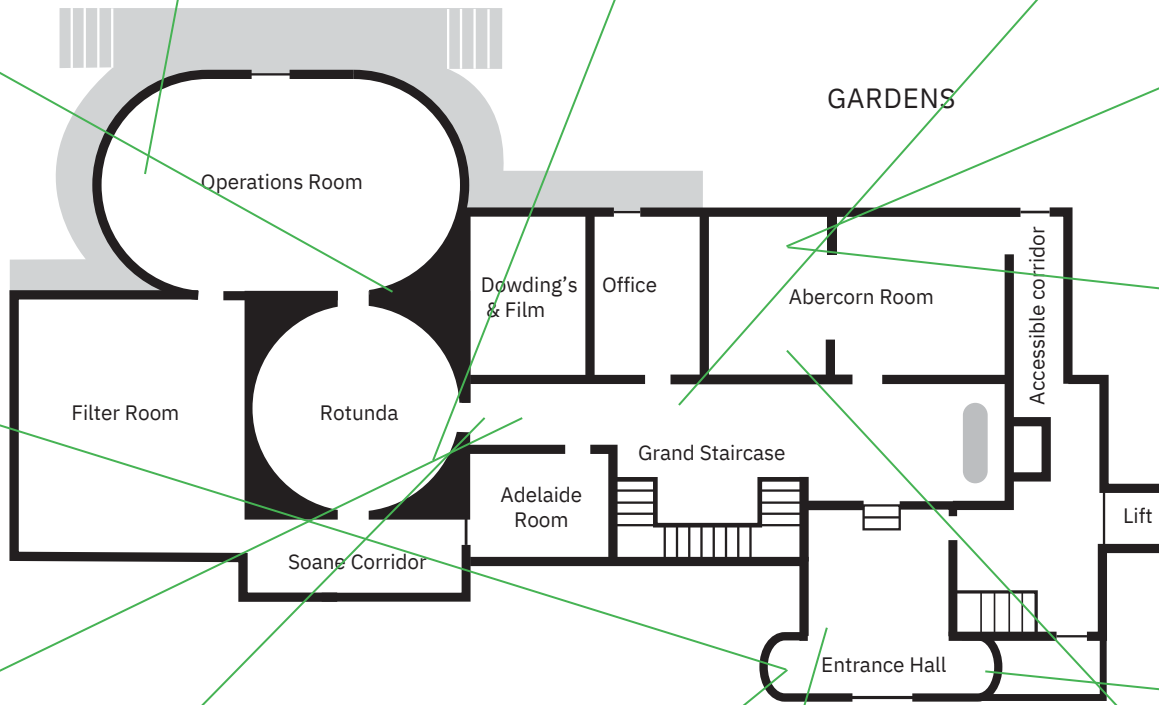 GARDENS
Operations Room
Dowding’s
& Film
Office
Abercorn Room
Accessible corridor
Filter Room
Rotunda
Grand Staircase
Adelaide
Room
Lift
Soane Corridor
Entrance Hall